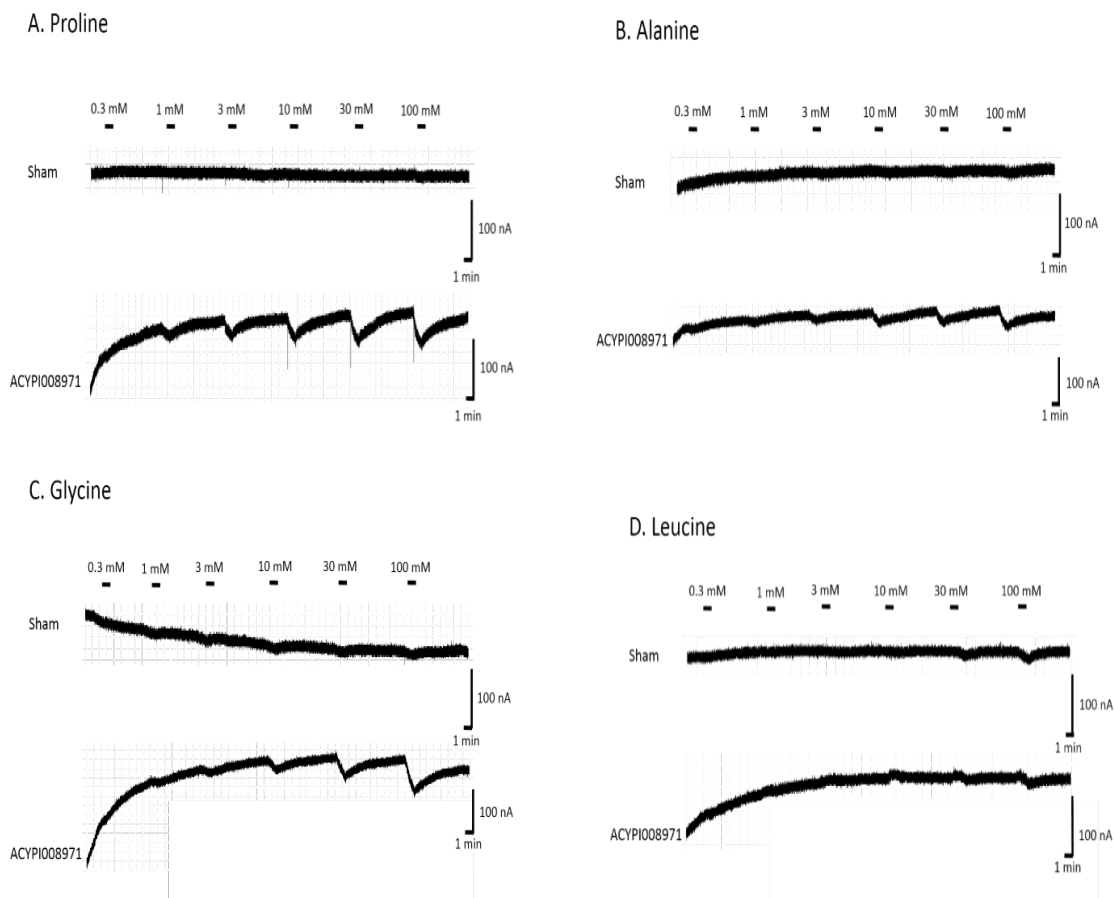 A. Proline
0.3 mM 1 mM 3 mM 10 mM 30 mM 100 mM
Sham
100 nA
1 min
ACYPI008971
100 nA
1 min
B. Alanine
0.3 mM 1 mM 3 mM 10 mM 30 mM 100 mM
Sham
100 nA
1 min
ACYPI008971
100 nA
1 min
C. Glycine
0.3 mM 1 mM 3 mM 10 mM 30 mM 100 mM
Sham
100 nA
1 min
ACYPI008971
100 nA
1 min
D. Leucine
0.3 mM 1 mM 3 mM 10 mM 30 mM 100 mM
Sham
100 nA
1 min
ACYPI008971
100 nA
1 min